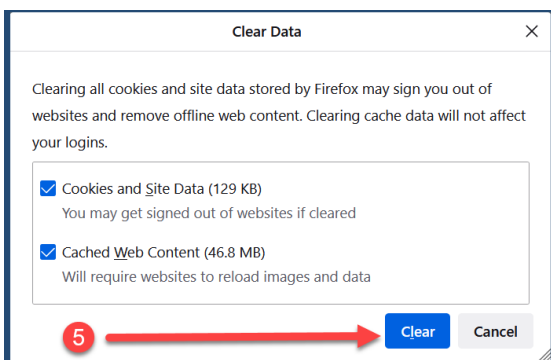 Clear Data
Clearing all cookies and site data stored by Firefox may sign you out of
websites and remove offline web content. Clearing cache data will not affect
your logins.
Cookies and Site Data (129 KB)
You may get signed out of websites if cleared
Cached Web Content (46.8 MB)
Will require websites to reload images and data
5
Clear Cancel